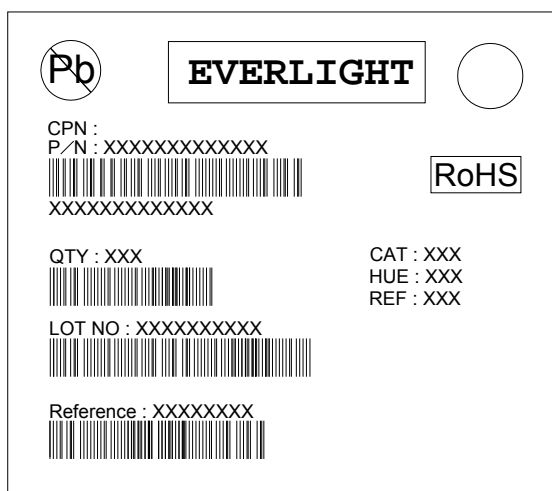 Pb
EVERLIGHT
CPN :
P/N : XXXXXXXXXXXXX
RoHS
XXXXXXXXXXXXX
QTY : XXX
CAT : XXX
HUE : XXX
REF : XXX
LOT NO : XXXXXXXXXX
Reference : XXXXXXXX